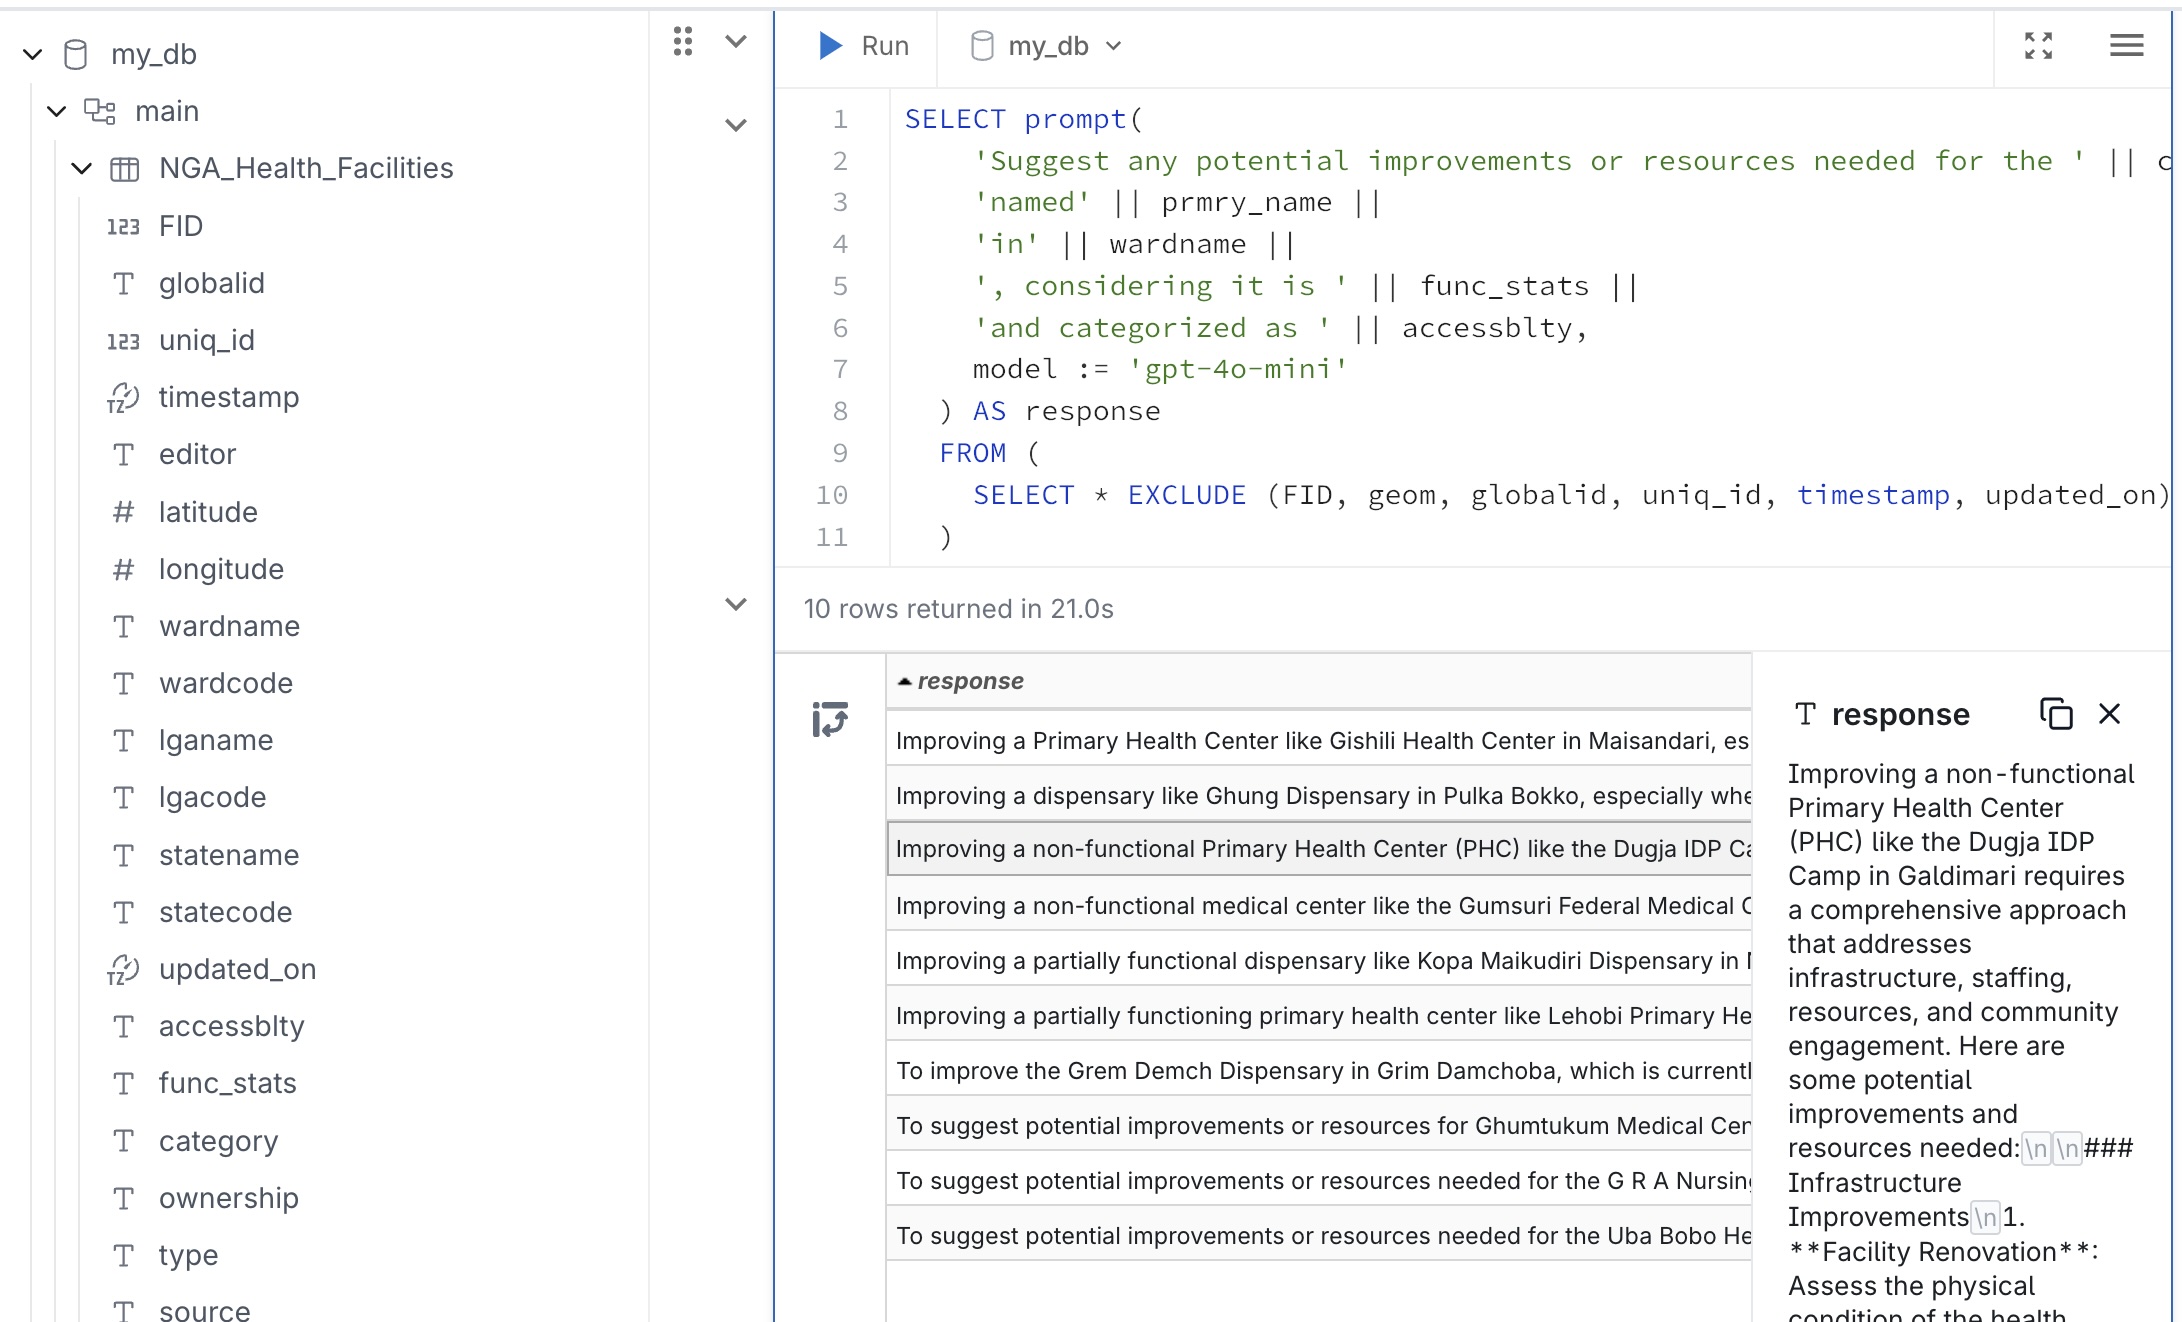 my_db
main
NGA_Health_Facilities
123 FID
T globalid
123 uniq_id
TZ timestamp
T editor
# latitude
# longitude
T wardname
T wardcode
T lganame
T lgacode
T statename
T statecode
TZ updated_on
T accessblty
T func_stats
T category
T ownership
T type
T source
Run my_db
1 SELECT prompt(
2 'Suggest any potential improvements or resources needed for the ' || c
3 'named' || prmry_name ||
4 'in' || wardname ||
5 ', considering it is ' || func_stats ||
6 'and categorized as ' || accessblty,
7 model := 'gpt-4o-mini'
8 ) AS response
9 FROM (
10 SELECT * EXCLUDE (FID, geom, globalid, uniq_id, timestamp, updated_on)
11 )
10 rows returned in 21.0s
response
Improving a Primary Health Center like Gishili Health Center in Maisandari, es
Improving a dispensary like Ghung Dispensary in Pulka Bokko, especially whe
Improving a non-functional Primary Health Center (PHC) like the Dugja IDP Ca
Improving a non-functional medical center like the Gumsuri Federal Medical C
Improving a partially functional dispensary like Kopa Maikudiri Dispensary in
Improving a partially functioning primary health center like Lehobi Primary He
To improve the Grem Demch Dispensary in Grim Damchoba, which is currentl
To suggest potential improvements or resources for Ghumtukum Medical Cen
To suggest potential improvements or resources needed for the G R A Nursing
To suggest potential improvements or resources needed for the Uba Bobo He
T response
Improving a non-functional
Primary Health Center
(PHC) like the Dugja IDP
Camp in Galdimari requires
a comprehensive approach
that addresses
infrastructure, staffing,
resources, and community
engagement. Here are
some potential
improvements and
resources needed:\n\n###
Infrastructure
Improvements\n1.
**Facility Renovation**:
Assess the physical
condition of the health